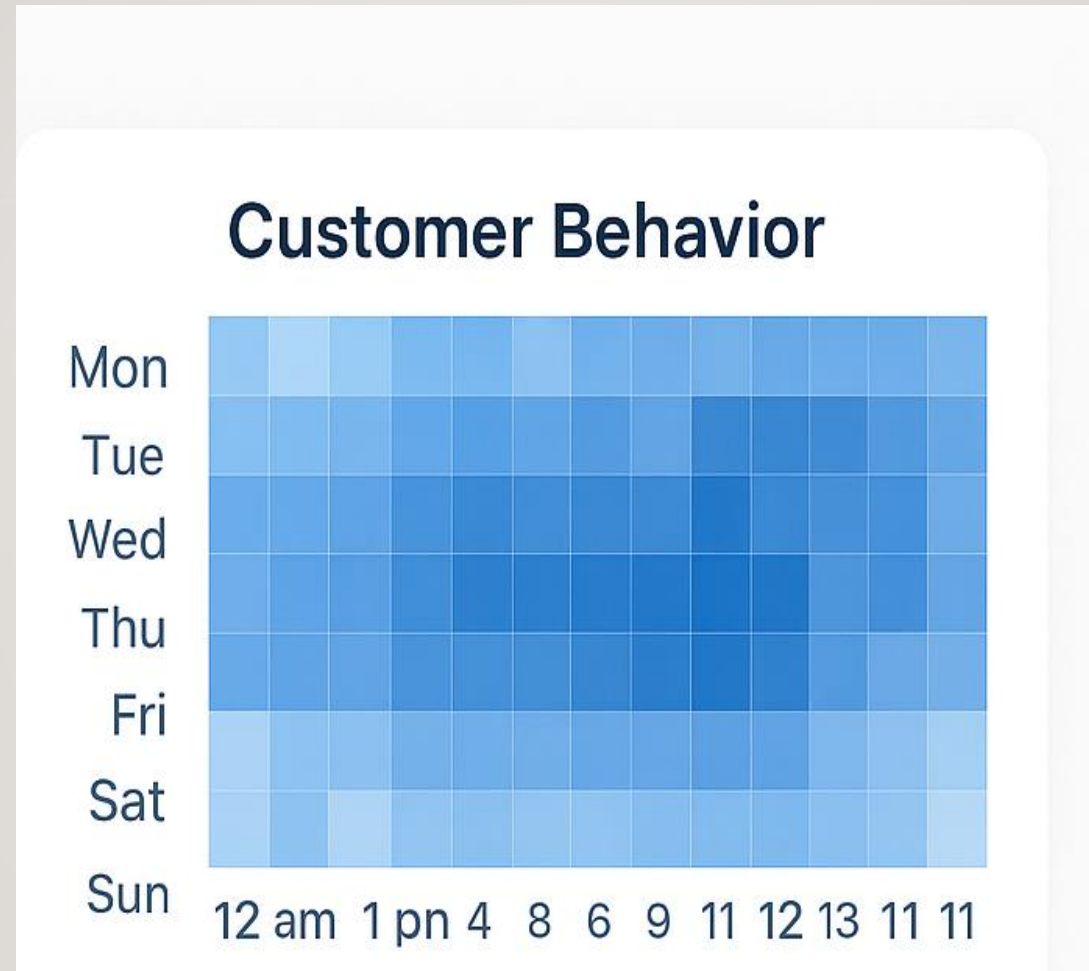 Customer Behavior
Mon
Tue
Wed
Thu
Fri
Sat
Sun
12 am 1 pn 4 8 6 9 11 12 13 11 11